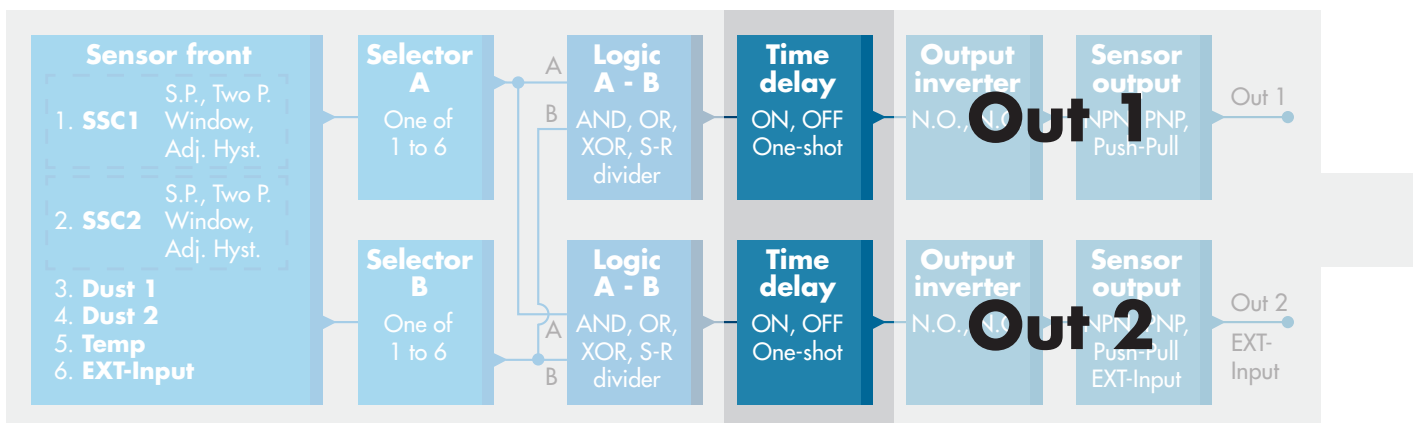 Sensor front
1. SSC1
S.P., Two P.
Window,
Adj. Hyst.
2. SSC2
S.P., Two P.
Window,
Adj. Hyst.
3. Dust 1
4. Dust 2
5. Temp
6. EXT-Input
Selector
A
One of
1 to 6
Selector
B
One of
1 to 6
A
B
Logic
A - B
AND, OR,
XOR, S-R
divider
A
B
Logic
A - B
AND, OR,
XOR, S-R
divider
Time
delay
ON, OFF
One-shot
Time
delay
ON, OFF
One-shot
Output
inverter
N.O., N.C.
Sensor
output
NPN, PNP,
Push-Pull
Out 1
Out 1
Output
inverter
N.O., N.C.
Sensor
output
NPN, PNP,
Push-Pull
EXT-Input
Out 2
Out 2
EXT-
Input